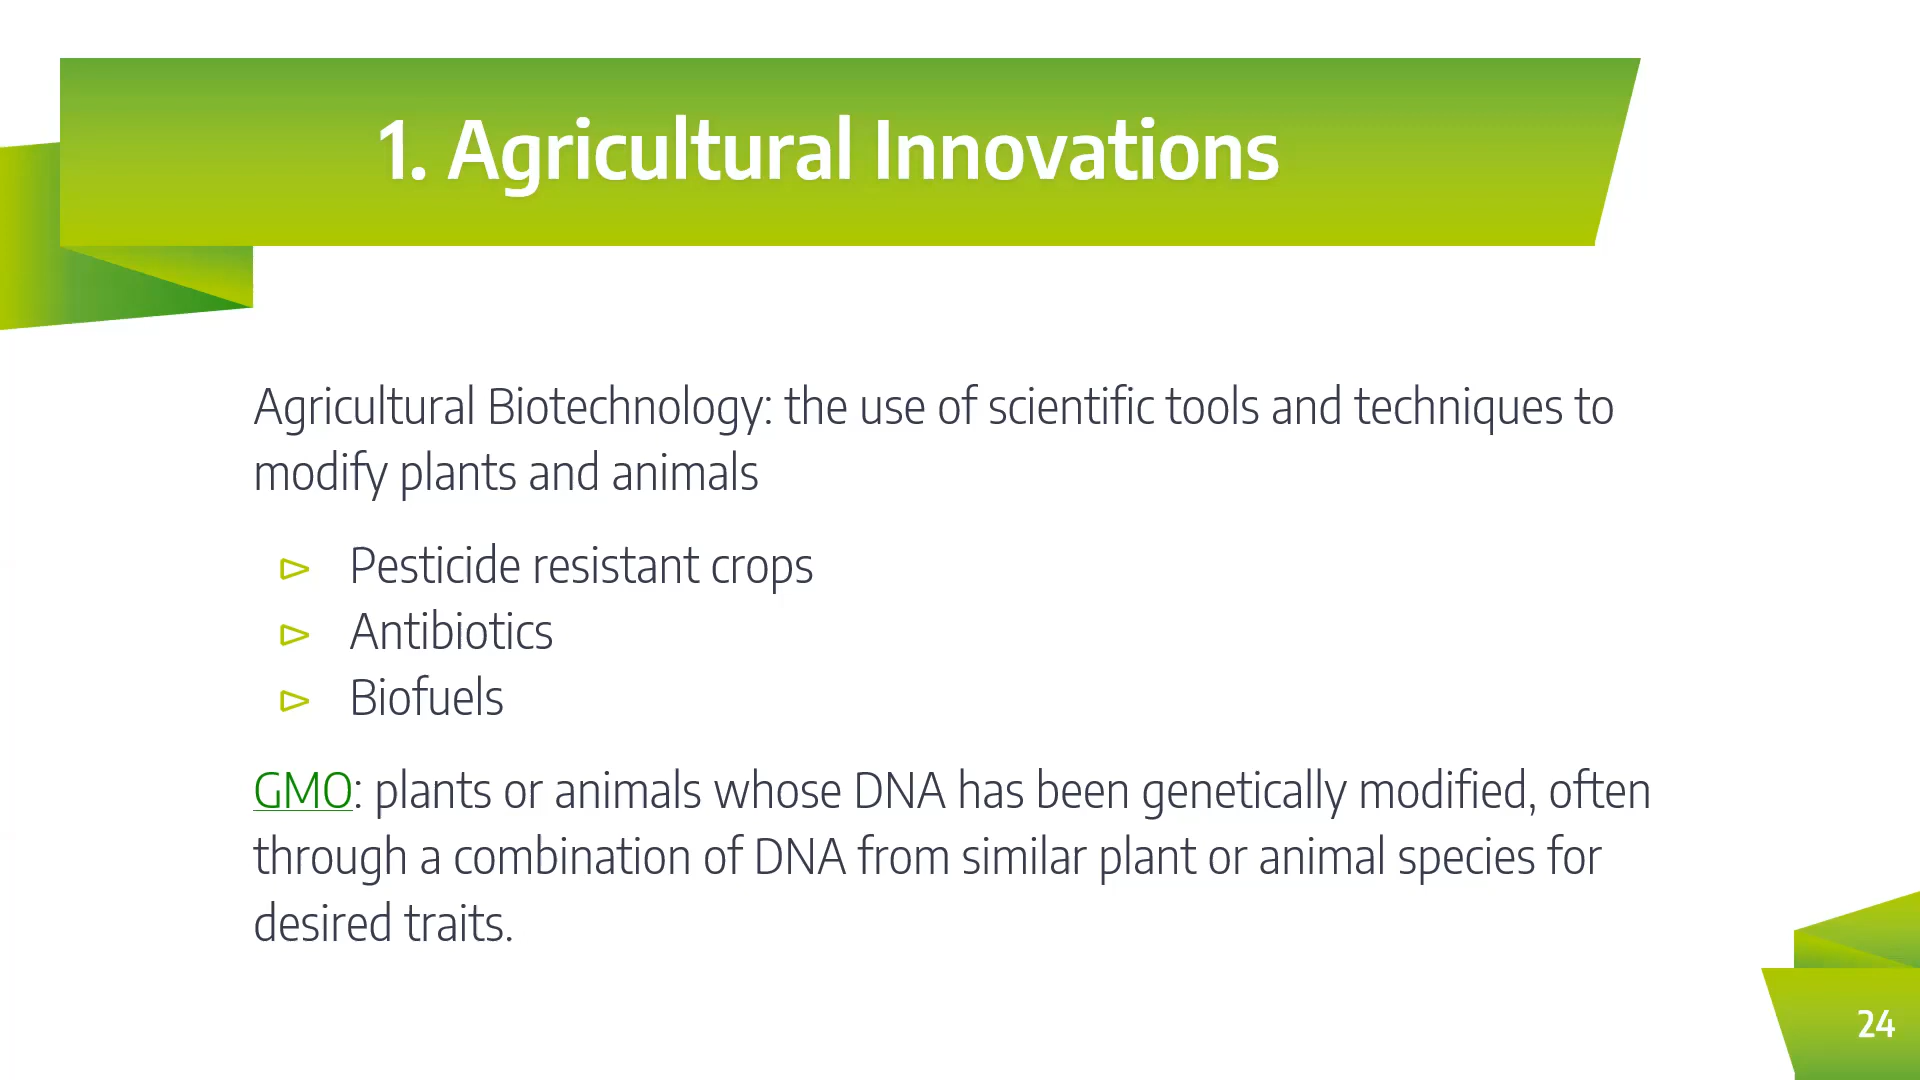 1. Agricultural Innovations
Agricultural Biotechnology: the use of scientific tools and techniques to
modify plants and animals
Pesticide resistant crops
Antibiotics
Biofuels
GMO: plants or animals whose DNA has been genetically modified, often
through a combination of DNA from similar plant or animal species for
desired traits.
24